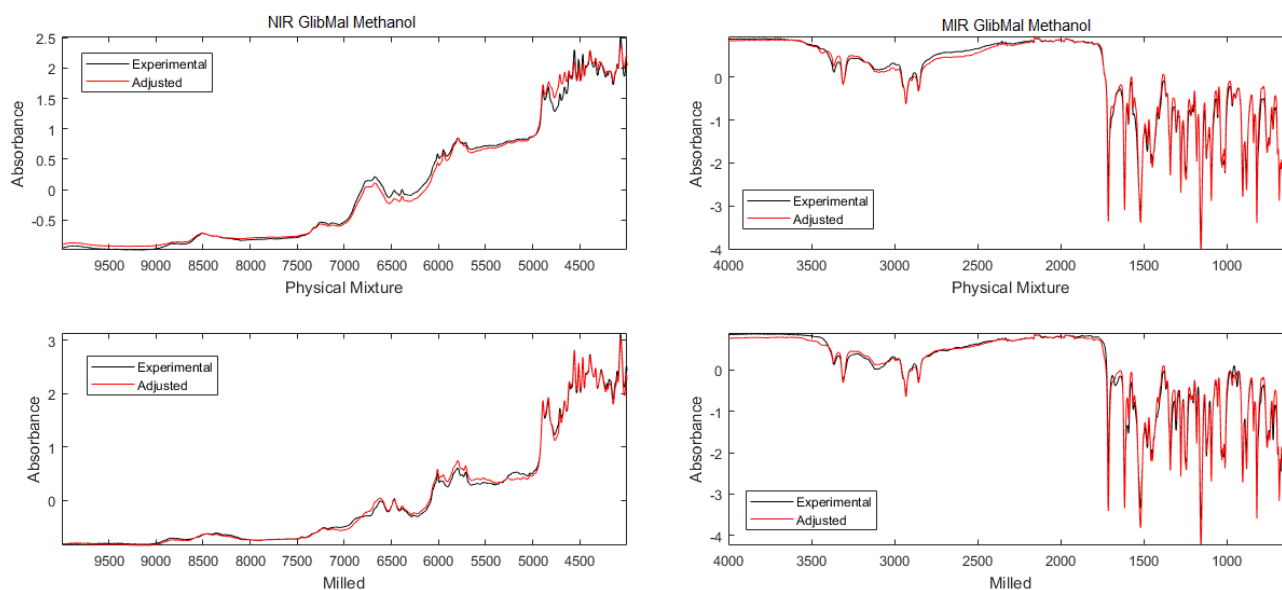 NIR GlibMal Methanol
2.5
2
1.5
1
0.5
0
-0.5
Absorbance
Experimental
Adjusted
9500 9000 8500 8000 7500 7000 6500 6000 5500 5000 4500
Physical Mixture
MIR GlibMal Methanol
0
-1
-2
-3
-4
Absorbance
Experimental
Adjusted
4000 3500 3000 2500 2000 1500 1000
Physical Mixture
3
2
1
0
Absorbance
Experimental
Adjusted
9500 9000 8500 8000 7500 7000 6500 6000 5500 5000 4500
Milled
0
-1
-2
-3
-4
Absorbance
Experimental
Adjusted
4000 3500 3000 2500 2000 1500 1000
Milled